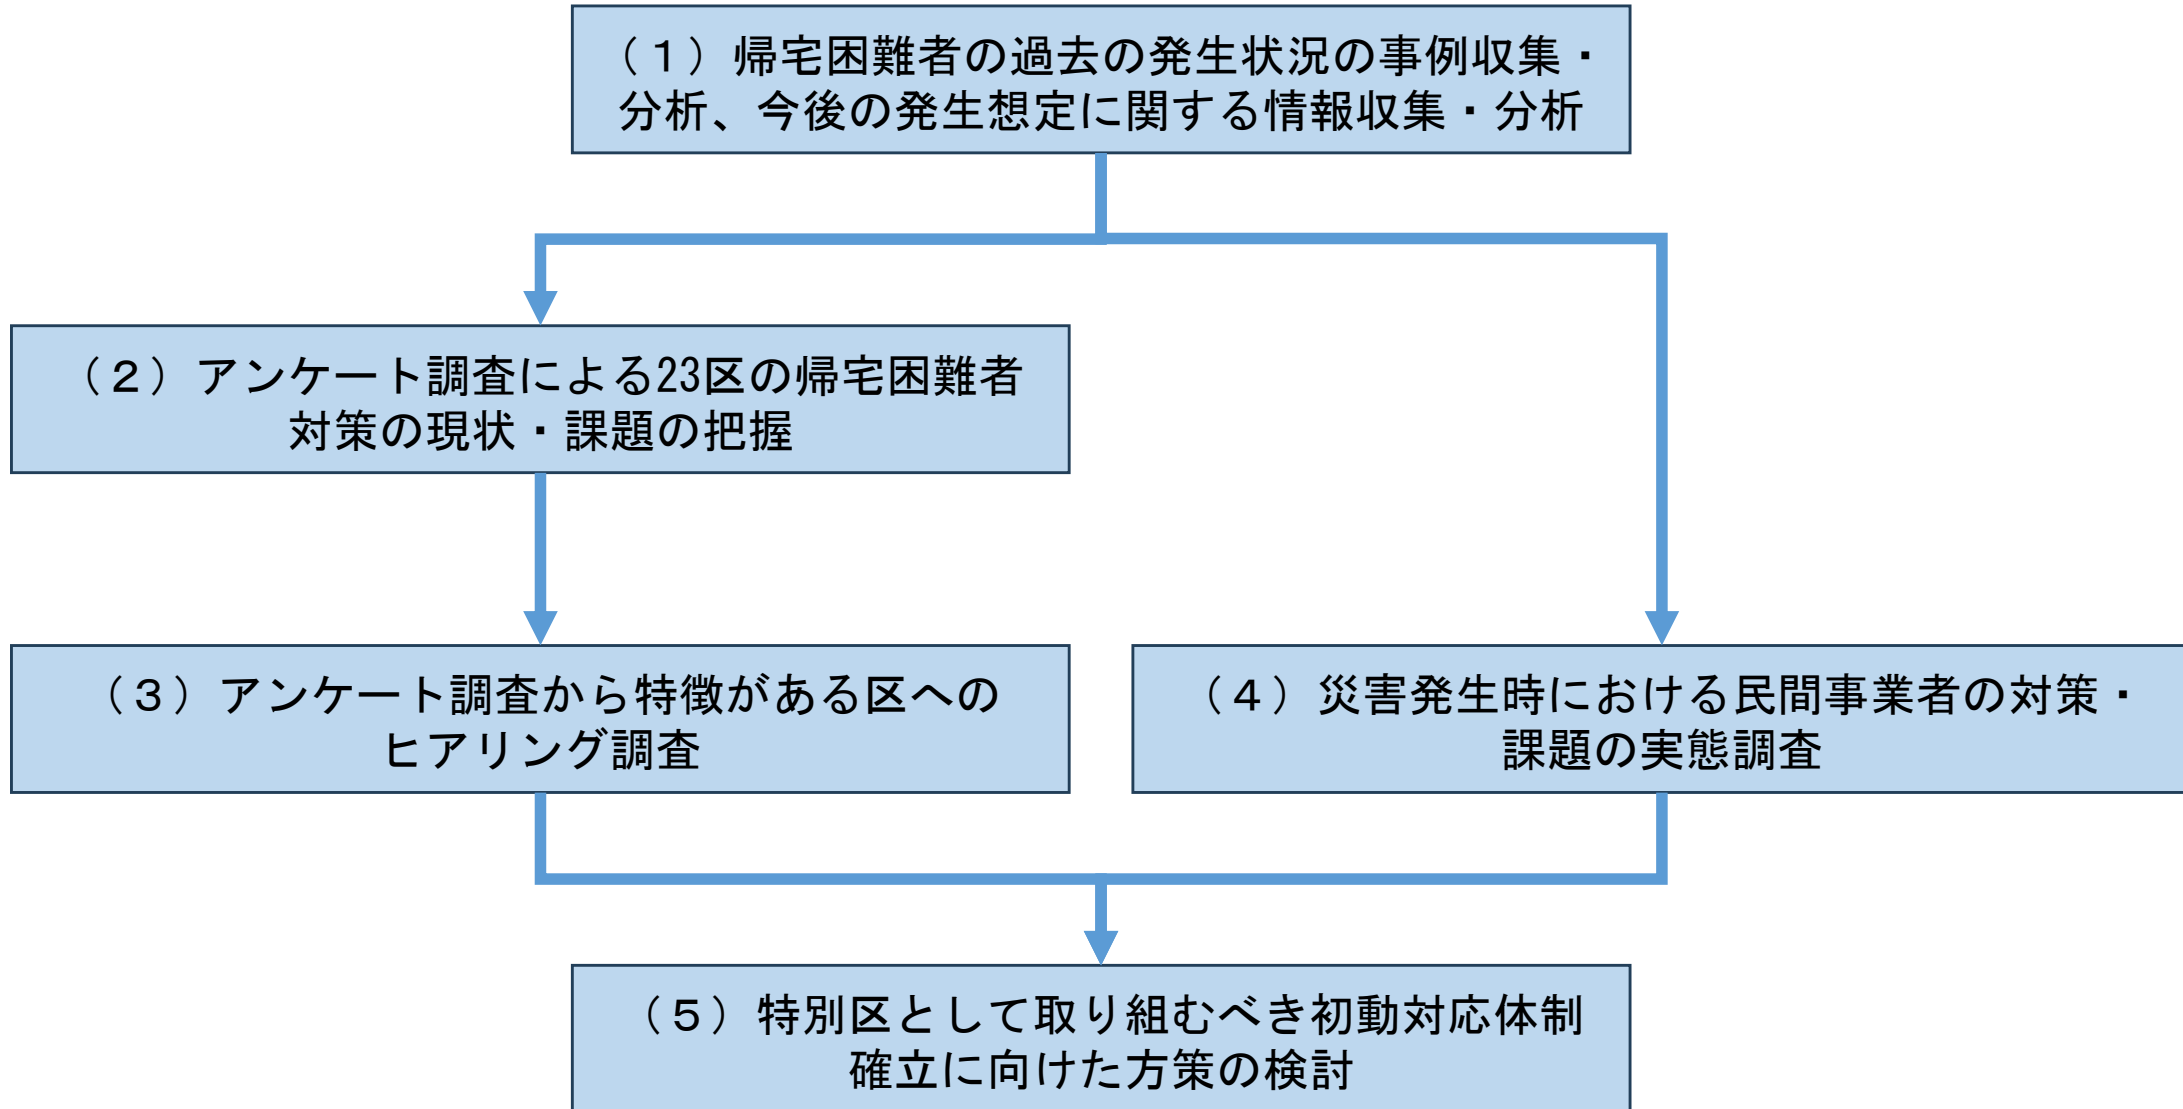 （１）帰宅困難者の過去の発生状況の事例収集・
分析、今後の発生想定に関する情報収集・分析
（２）アンケート調査による23区の帰宅困難者
対策の現状・課題の把握
（３）アンケート調査から特徴がある区への
ヒアリング調査
（４）災害発生時における民間事業者の対策・
課題の実態調査
（５）特別区として取り組むべき初動対応体制
確立に向けた方策の検討